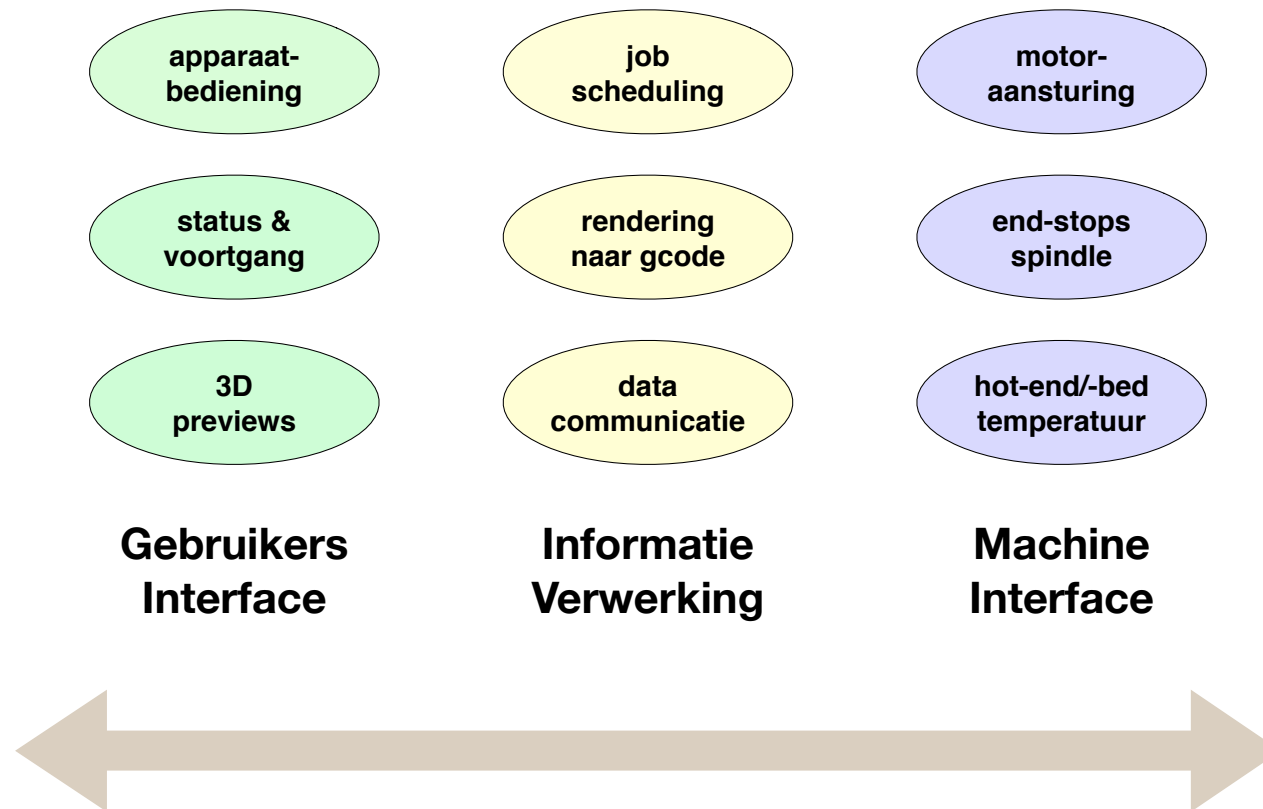 apparaat-
bediening
job
scheduling
motor-
aansturing
status &
voortgang
rendering
naar gcode
end-stops
spindle
3D
previews
data
communicatie
hot-end/-bed
temperatuur
Gebruikers
Interface
Informatie
Verwerking
Machine
Interface